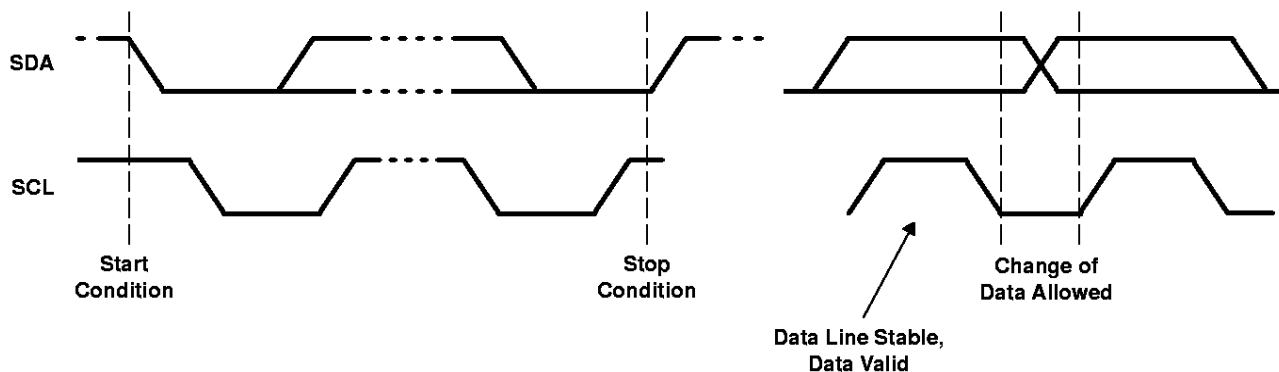 SDA
SCL
Start
Condition
Stop
Condition
Change of
Data Allowed
Data Line Stable,
Data Valid